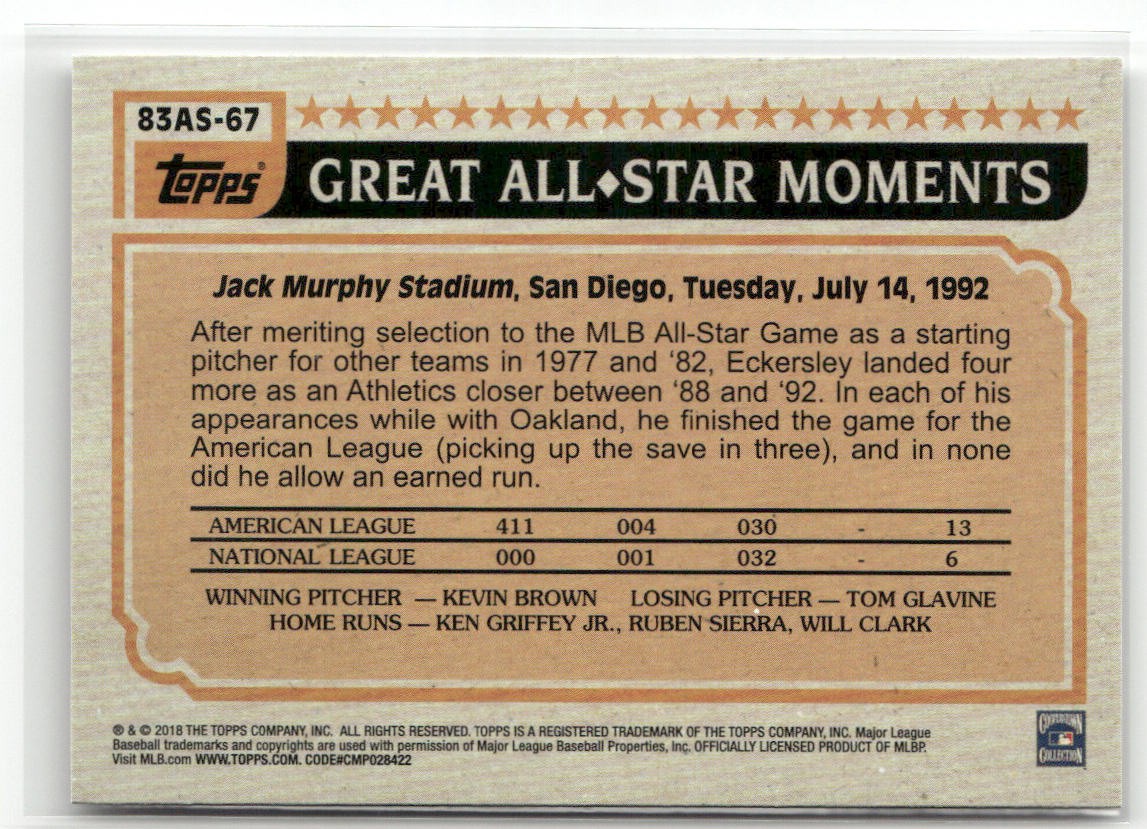 83AS-67
Topps®
GREAT ALL♦STAR MOMENTS
Jack Murphy Stadium, San Diego, Tuesday, July 14, 1992
After meriting selection to the MLB All-Star Game as a starting
pitcher for other teams in 1977 and ‘82, Eckersley landed four
more as an Athletics closer between ‘88 and ‘92. In each of his
appearances while with Oakland, he finished the game for the
American League (picking up the save in three), and in none
did he allow an earned run.
AMERICAN LEAGUE 411 004 030 - 13
NATIONAL LEAGUE 000 001 032 - 6
WINNING PITCHER — KEVIN BROWN LOSING PITCHER — TOM GLAVINE
HOME RUNS — KEN GRIFFEY JR., RUBEN SIERRA, WILL CLARK
® & © 2018 THE TOPPS COMPANY, INC. ALL RIGHTS RESERVED. TOPPS IS A REGISTERED TRADEMARK OF THE TOPPS COMPANY, INC. Major League
Baseball trademarks and copyrights are used with permission of Major League Baseball Properties, Inc. OFFICIALLY LICENSED PRODUCT OF MLBP.
Visit MLB.com WWW.TOPPS.COM. CODE#CMP028422
COOPERSTOWN
COLLECTION